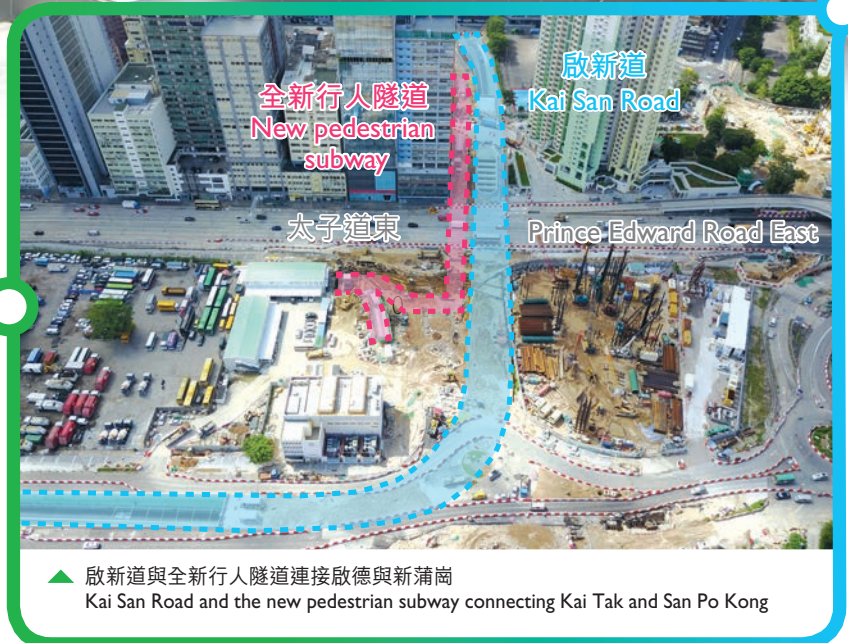 全新行人隧道
New pedestrian
subway
啟新道
Kai San Road
太子道東
Prince Edward Road East
啟新道與全新行人隧道連接啟德與新蒲崗
Kai San Road and the new pedestrian subway connecting Kai Tak and San Po Kong